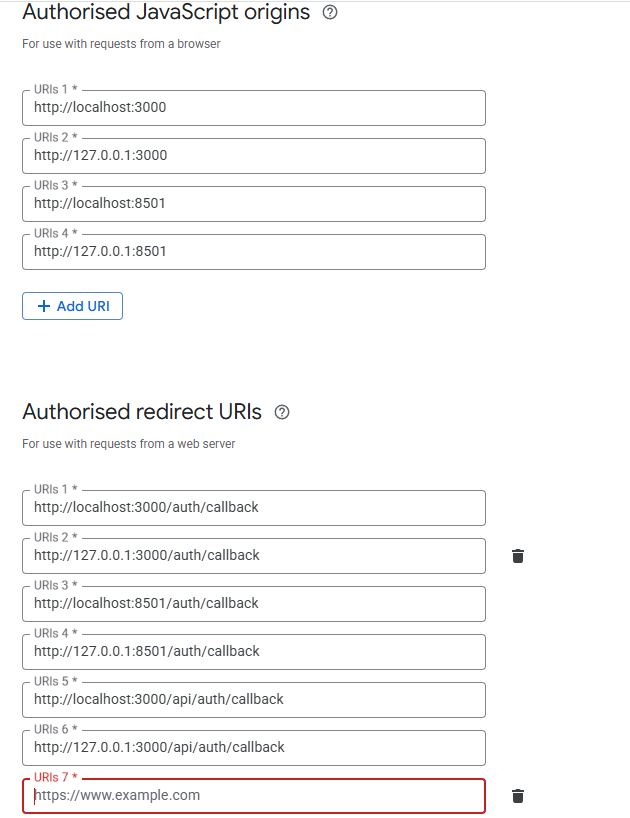 Authorised JavaScript origins
For use with requests from a browser
URIs 1 *
http://localhost:3000
URIs 2 *
http://127.0.0.1:3000
URIs 3 *
http://localhost:8501
URIs 4 *
http://127.0.0.1:8501
+ Add URI
Authorised redirect URIs
For use with requests from a web server
URIs 1 *
http://localhost:3000/auth/callback
URIs 2 *
http://127.0.0.1:3000/auth/callback
URIs 3 *
http://localhost:8501/auth/callback
URIs 4 *
http://127.0.0.1:8501/auth/callback
URIs 5 *
http://localhost:3000/api/auth/callback
URIs 6 *
http://127.0.0.1:3000/api/auth/callback
URIs 7 *
https://www.example.com